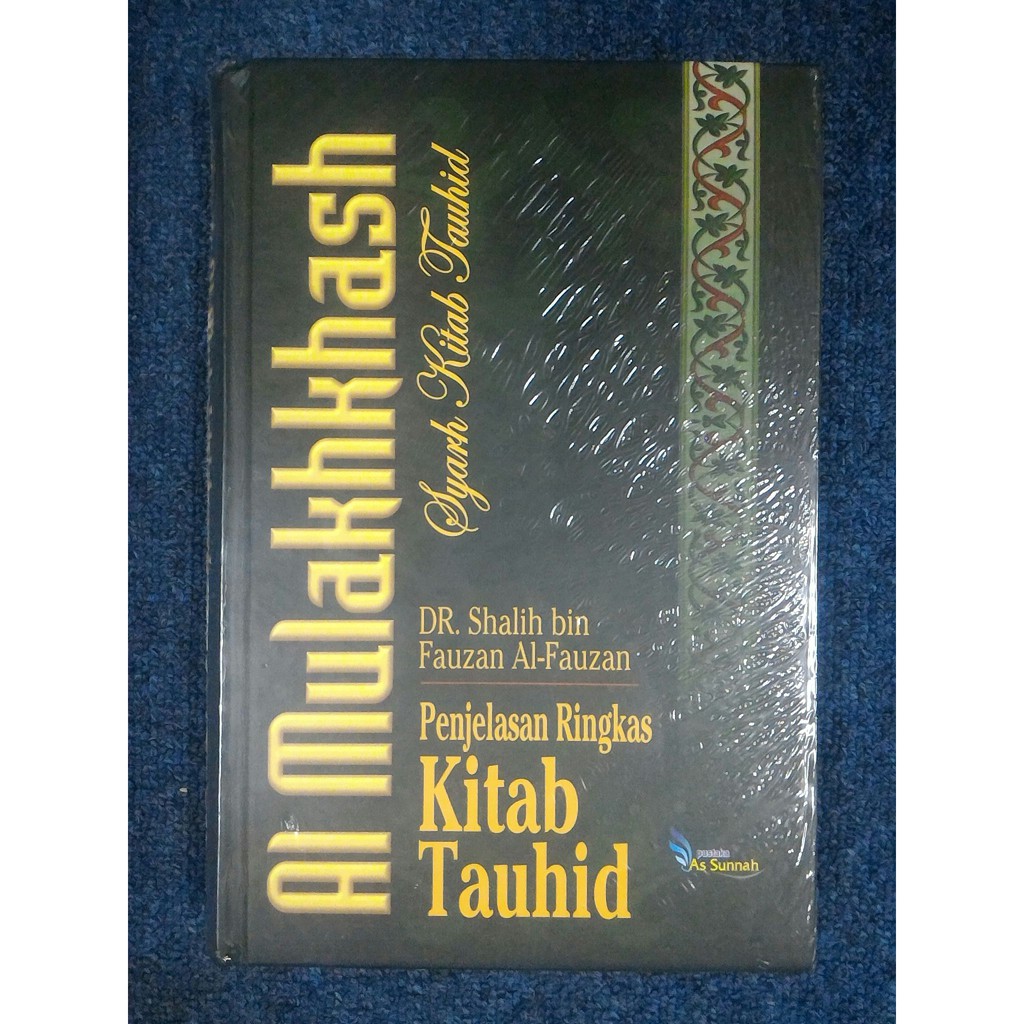 Al Mulakhkhash
Syarh Kitab Tauhid
DR. Shalih bin
Fauzan Al-Fauzan
Penjelasan Ringkas
Kitab
Tauhid
pustaka
As Sunnah